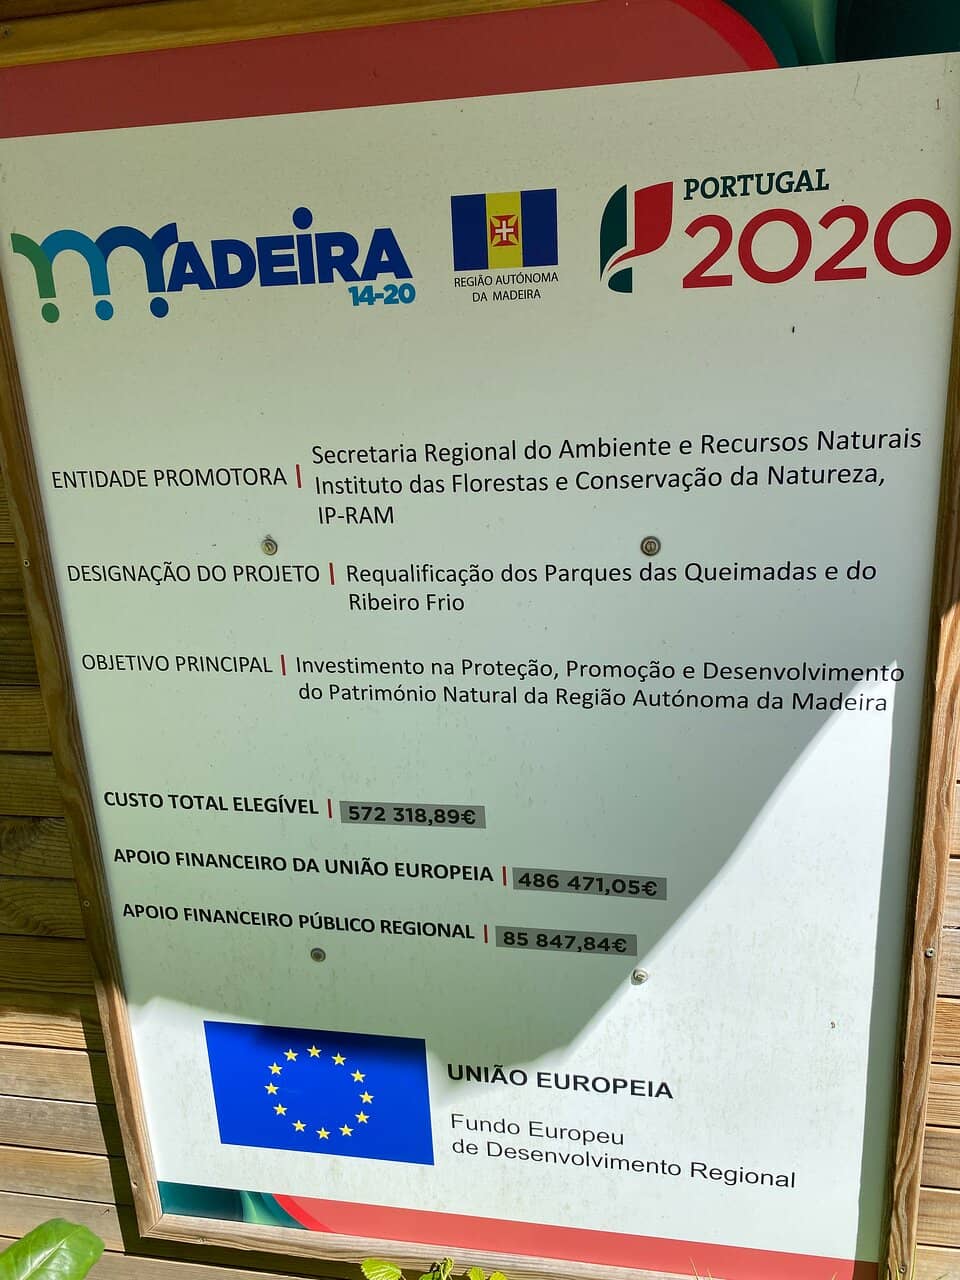 MADEIRA
14-20
REGIÃO AUTÓNOMA
DA MADEIRA
PORTUGAL
2020
ENTIDADE PROMOTORA | Secretaria Regional do Ambiente e Recursos Naturais
Instituto das Florestas e Conservação da Natureza,
IP-RAM
DESIGNAÇÃO DO PROJETO | Requalificação dos Parques das Queimadas e do
Ribeiro Frio
OBJETIVO PRINCIPAL | Investimento na Proteção, Promoção e Desenvolvimento
do Património Natural da Região Autónoma da Madeira
CUSTO TOTAL ELEGÍVEL | 572 318,89€
APOIO FINANCEIRO DA UNIÃO EUROPEIA | 486 471,05€
APOIO FINANCEIRO PÚBLICO REGIONAL | 85 847,84€
UNIÃO EUROPEIA
Fundo Europeu
de Desenvolvimento Regional